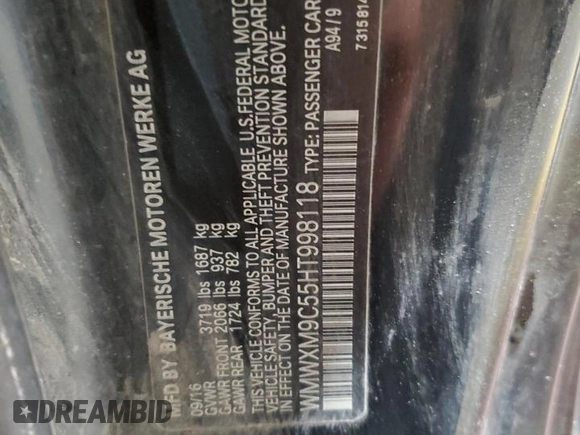 MFD BY BAYERISCHE MOTOREN WERKE AG
09/16
GVWR 3719 lbs 1687 kg
GAWR FRONT 2066 lbs 937 kg
GAWR REAR 1724 lbs 782 kg
THIS VEHICLE CONFORMS TO ALL APPLICABLE U.S. FEDERAL MOTO
VEHICLE SAFETY, BUMPER AND THEFT PREVENTION STANDARD
IN EFFECT ON THE DATE OF MANUFACTURE SHOWN ABOVE.
WMWXM9C55HT998118 TYPE: PASSENGER CAR
A94/9
731581
DREAMBID